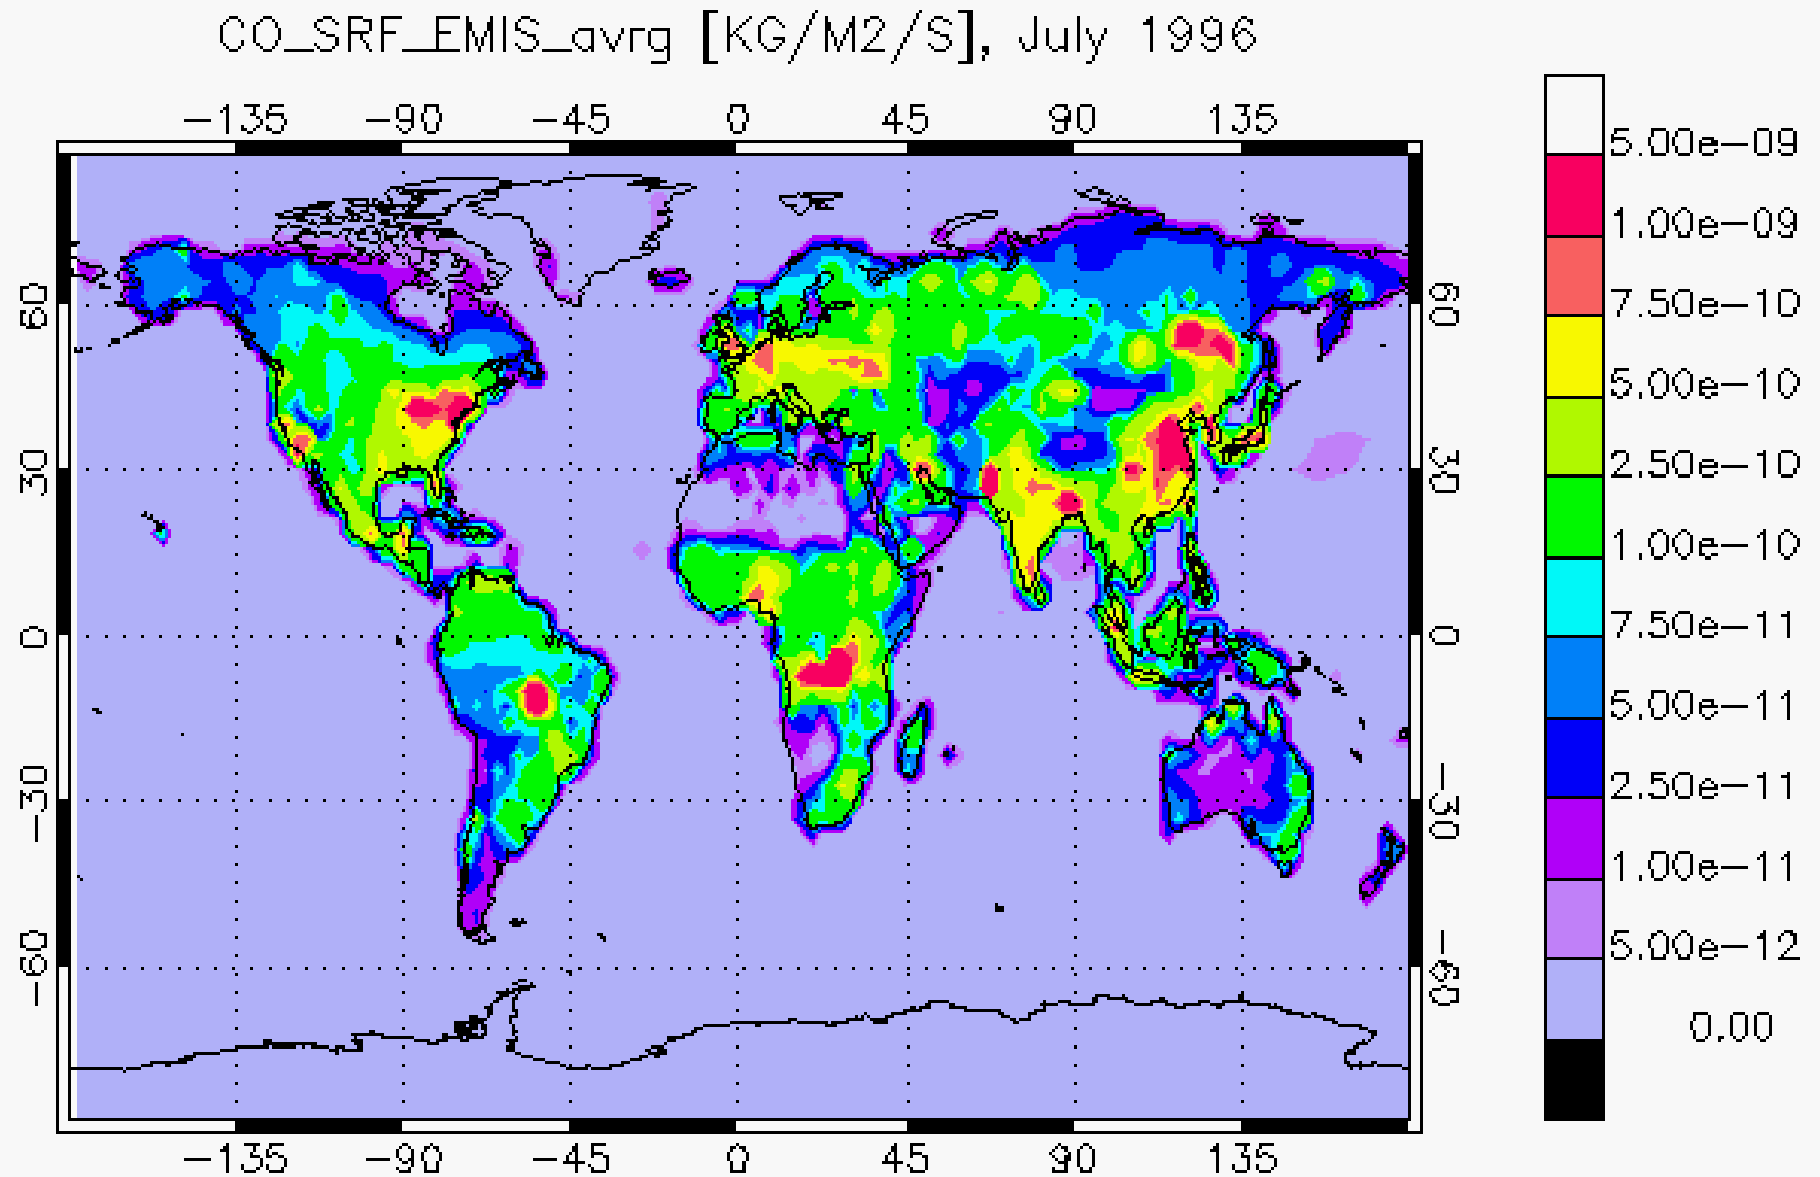 CO_SRF_EMIS_avrg [KG/M2/S], July 1996
-135 -90 -45 0 45 90 135
60 30 0 -30 -60
60 30 0 -30 -60
-135 -90 -45 0 45 90 135
5.00e-09
1.00e-09
7.50e-10
5.00e-10
2.50e-10
1.00e-10
7.50e-11
5.00e-11
2.50e-11
1.00e-11
5.00e-12
0.00